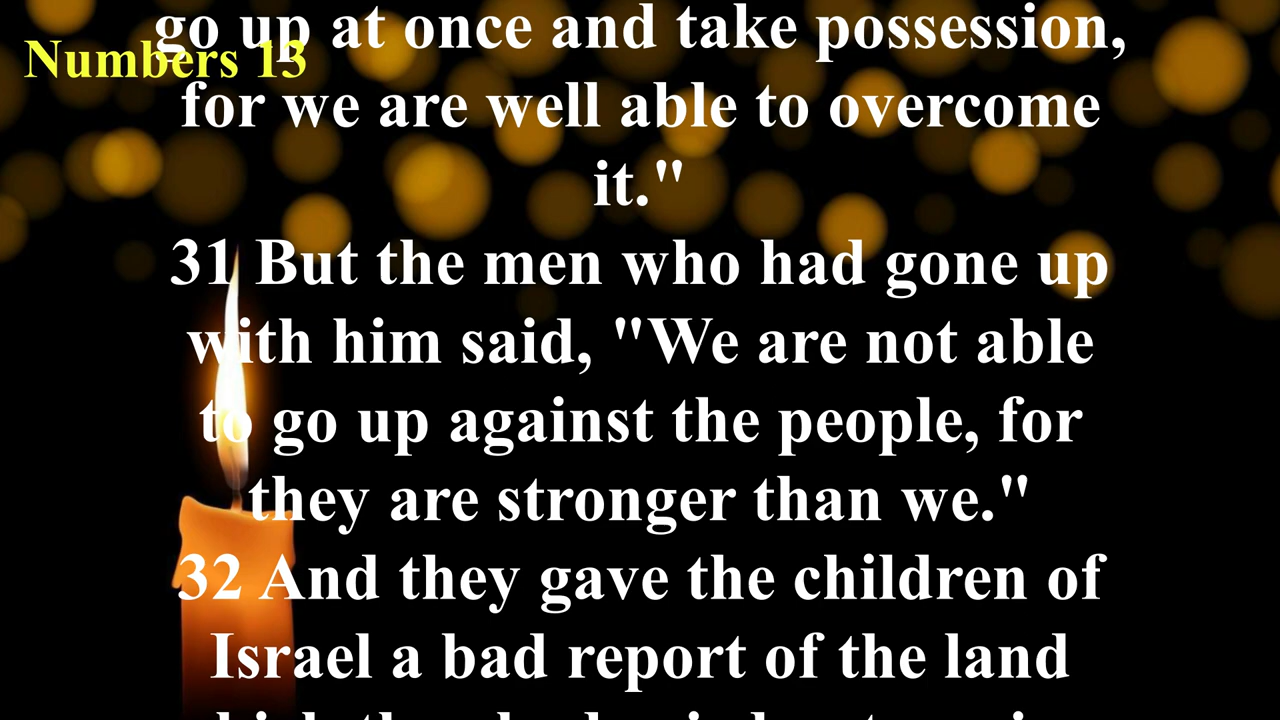 go up at once and take possession,
Numbers 13
for we are well able to overcome
it."
31 But the men who had gone up
with him said, "We are not able
to go up against the people, for
they are stronger than we."
32 And they gave the children of
Israel a bad report of the land